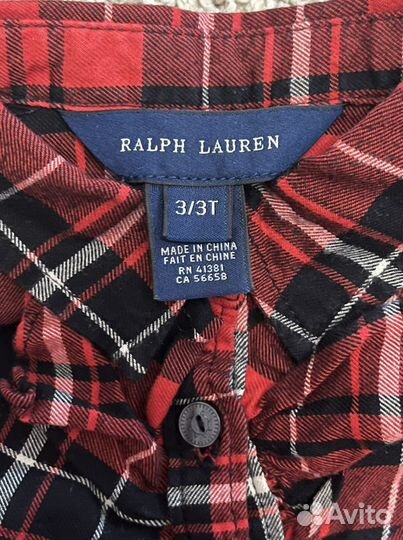 RALPH LAUREN
3/3T
MADE IN CHINA
FAIT EN CHINE
RN 41381
CA 56658
Avito